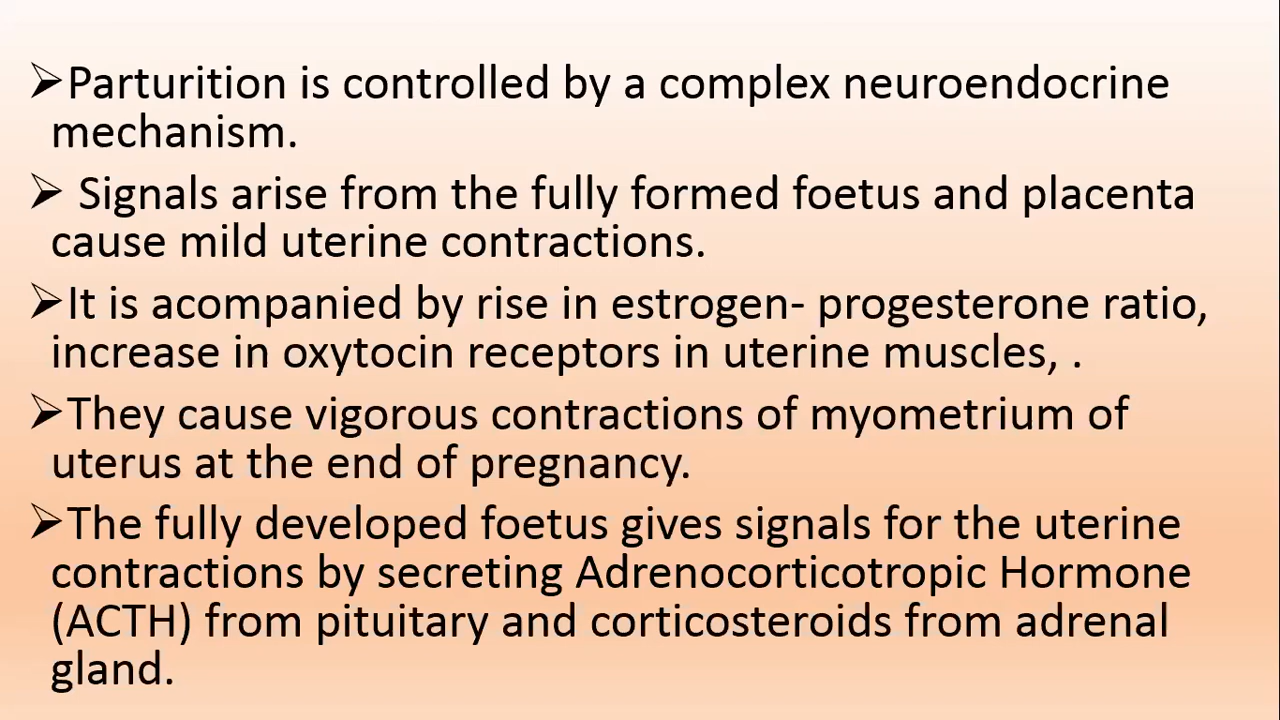 ➢Parturition is controlled by a complex neuroendocrine
mechanism.
➢ Signals arise from the fully formed foetus and placenta
cause mild uterine contractions.
➢It is acompanied by rise in estrogen- progesterone ratio,
increase in oxytocin receptors in uterine muscles, .
➢They cause vigorous contractions of myometrium of
uterus at the end of pregnancy.
➢The fully developed foetus gives signals for the uterine
contractions by secreting Adrenocorticotropic Hormone
(ACTH) from pituitary and corticosteroids from adrenal
gland.